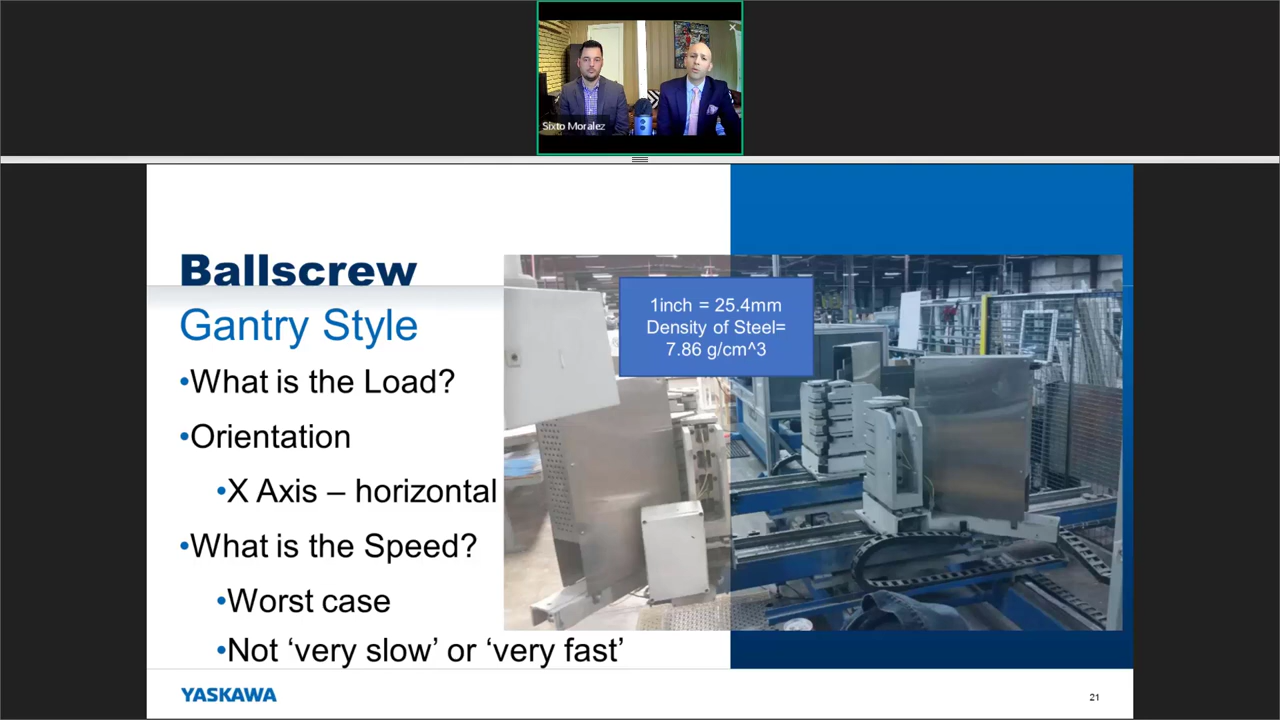 Sixto Moralez
Ballscrew
Gantry Style
•What is the Load?
•Orientation
•X Axis – horizontal
•What is the Speed?
•Worst case
•Not ‘very slow’ or ‘very fast’
1inch = 25.4mm
Density of Steel=
7.86 g/cm^3
YASKAWA
21